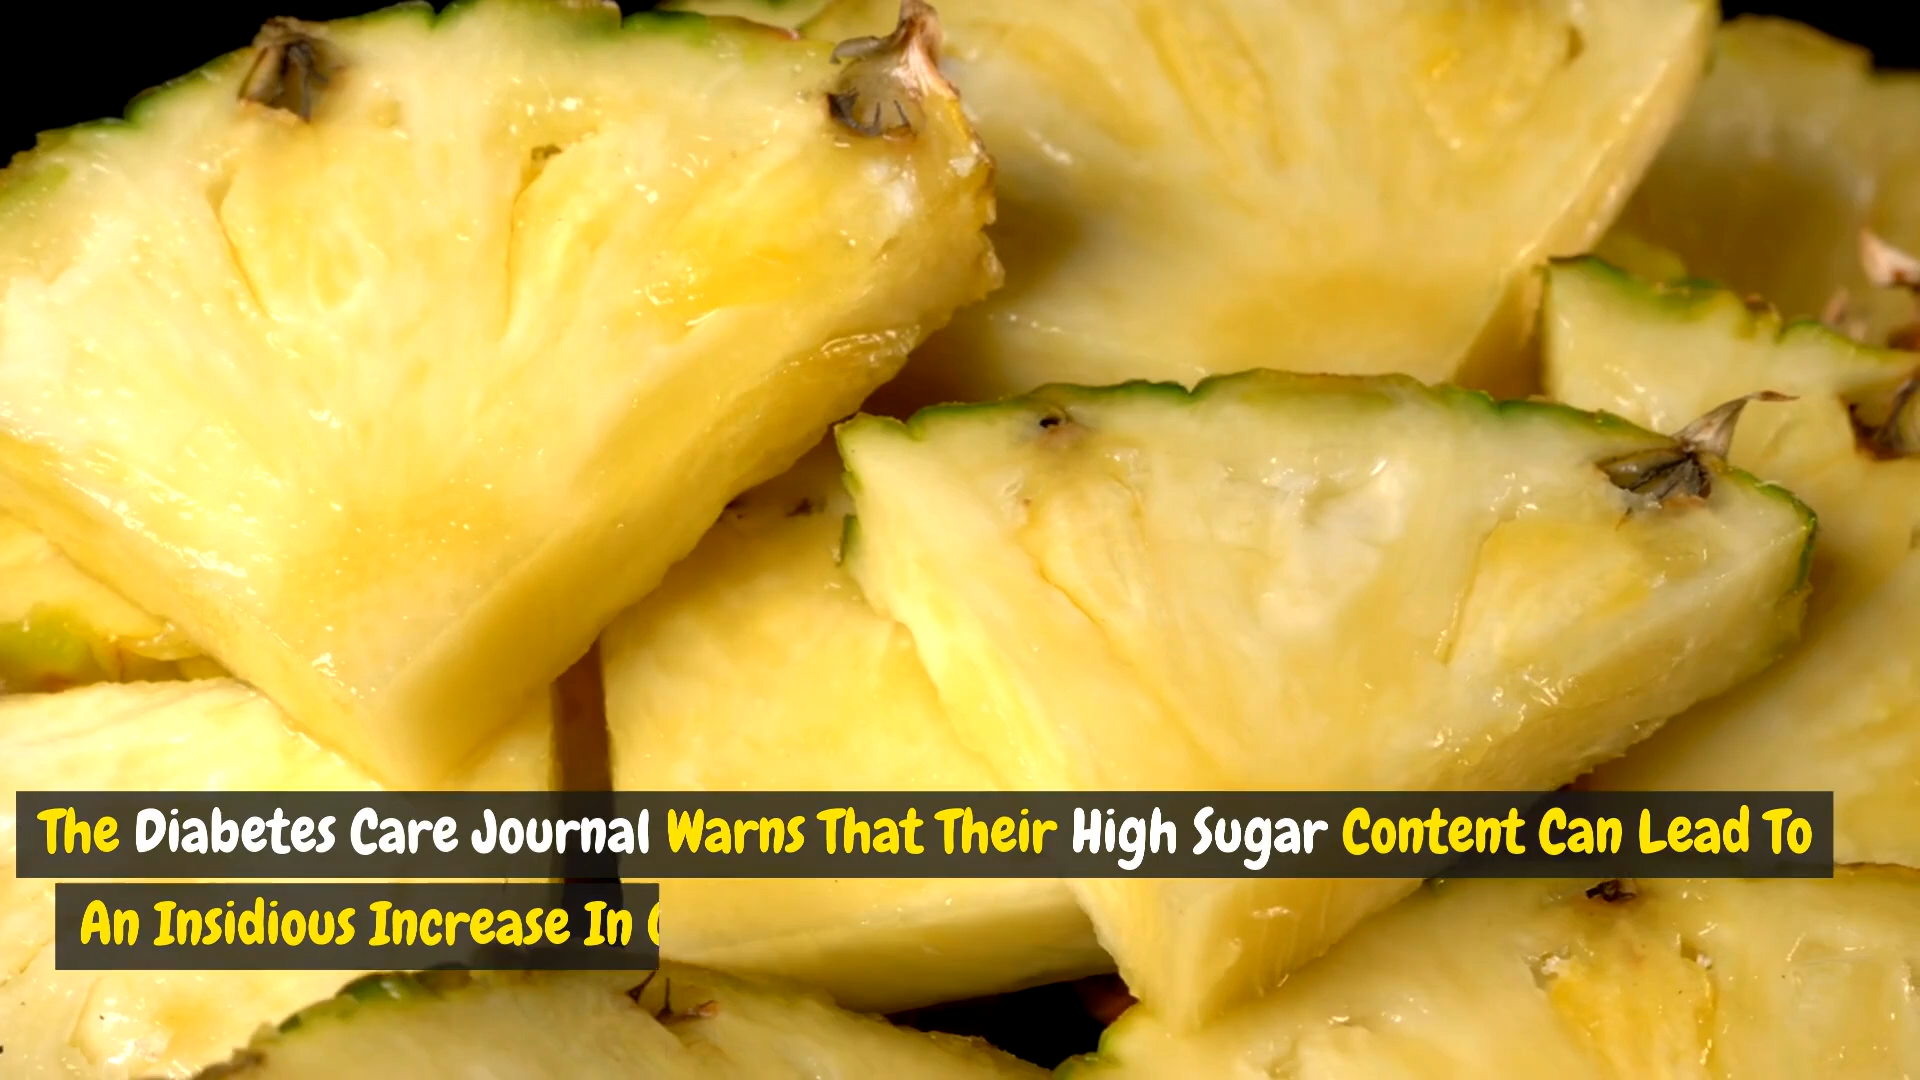 The Diabetes Care Journal Warns That Their High Sugar Content Can Lead To
An Insidious Increase In